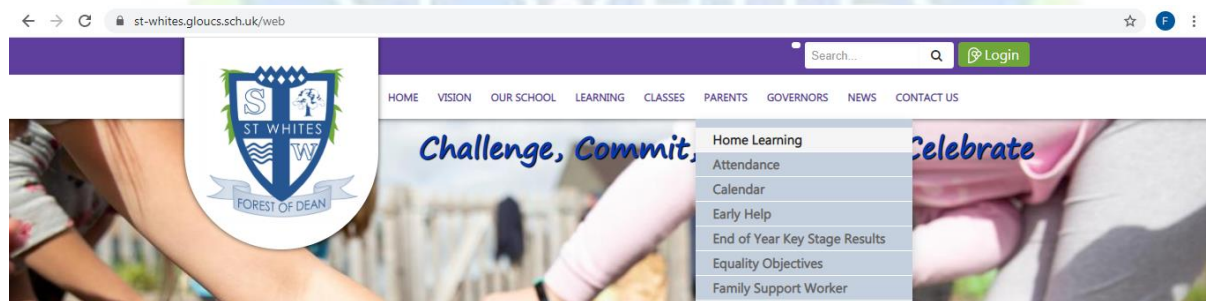 st-whites.gloucs.sch.uk/web
F
Search...
Login
HOME VISION OUR SCHOOL LEARNING CLASSES PARENTS GOVERNORS NEWS CONTACT US
S
ST WHITES
W
FOREST OF DEAN
Challenge, Commit, Celebrate
Home Learning
Attendance
Calendar
Early Help
End of Year Key Stage Results
Equality Objectives
Family Support Worker